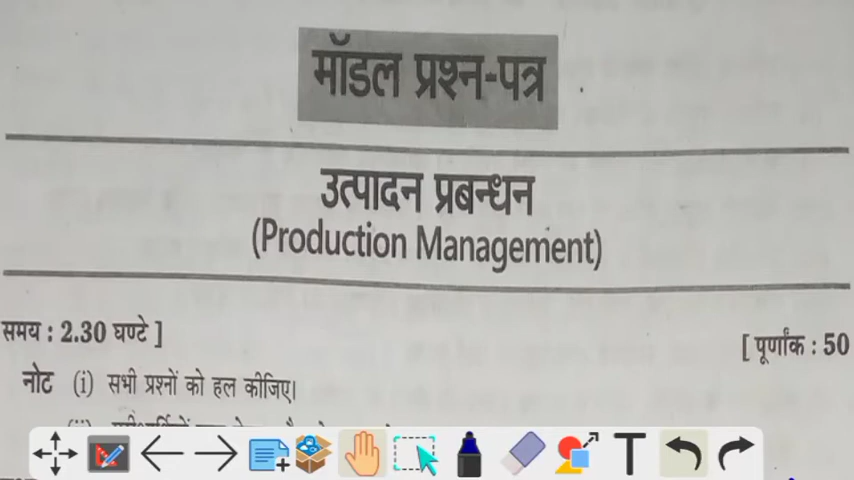 मॉडल प्रश्न-पत्र
उत्पादन प्रबन्धन
(Production Management)
समय : 2.30 घण्टे ]
[ पूर्णांक : 50
नोट (i) सभी प्रश्नों को हल कीजिए।